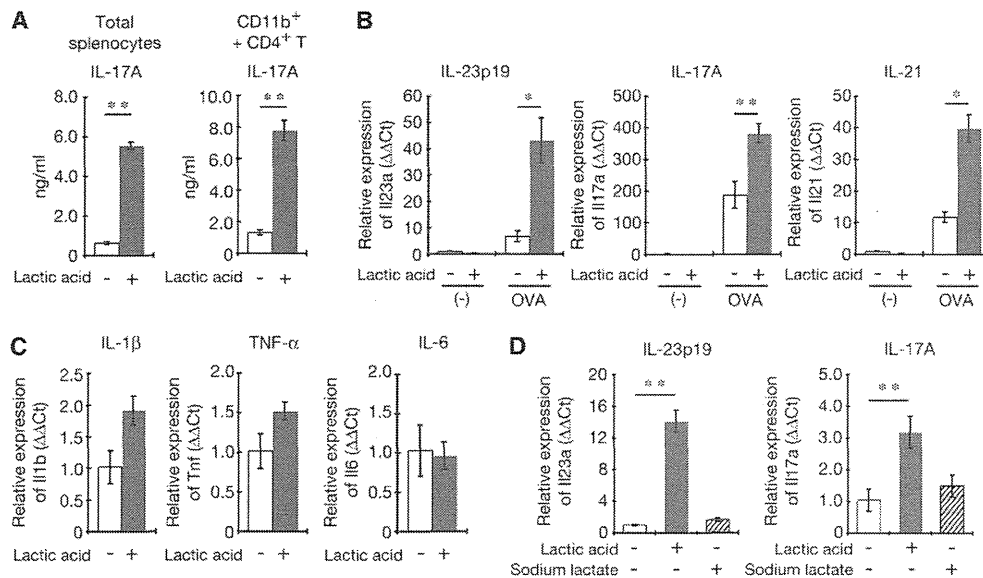 A
Total
splenocytes
IL-17A
**
ng/ml
8.0
6.0
4.0
2.0
0
Lactic acid - +
CD11b+
+ CD4+ T
IL-17A
**
ng/ml
10.0
8.0
6.0
4.0
2.0
0
Lactic acid - +
B
IL-23p19
*
Relative expression
of Il23a (ΔΔCt)
60
50
40
30
20
10
0
Lactic acid - + - +
(-) OVA
IL-17A
**
Relative expression
of Il17a (ΔΔCt)
500
400
300
200
100
0
Lactic acid - + - +
(-) OVA
IL-21
*
Relative expression
of Il21 (ΔΔCt)
50
40
30
20
10
0
Lactic acid - + - +
(-) OVA
C
IL-1β
Relative expression
of Il1b (ΔΔCt)
2.5
2.0
1.5
1.0
0.5
0
Lactic acid - +
TNF-α
Relative expression
of Tnf (ΔΔCt)
2.0
1.5
1.0
0.5
0
Lactic acid - +
IL-6
Relative expression
of Il6 (ΔΔCt)
2.0
1.5
1.0
0.5
0.0
Lactic acid - +
D
IL-23p19
**
Relative expression
of Il23a (ΔΔCt)
20
16
12
8
4
0
Lactic acid - + -
Sodium lactate - - +
IL-17A
**
Relative expression
of Il17a (ΔΔCt)
5.0
4.0
3.0
2.0
1.0
0
Lactic acid - + -
Sodium lactate - - +